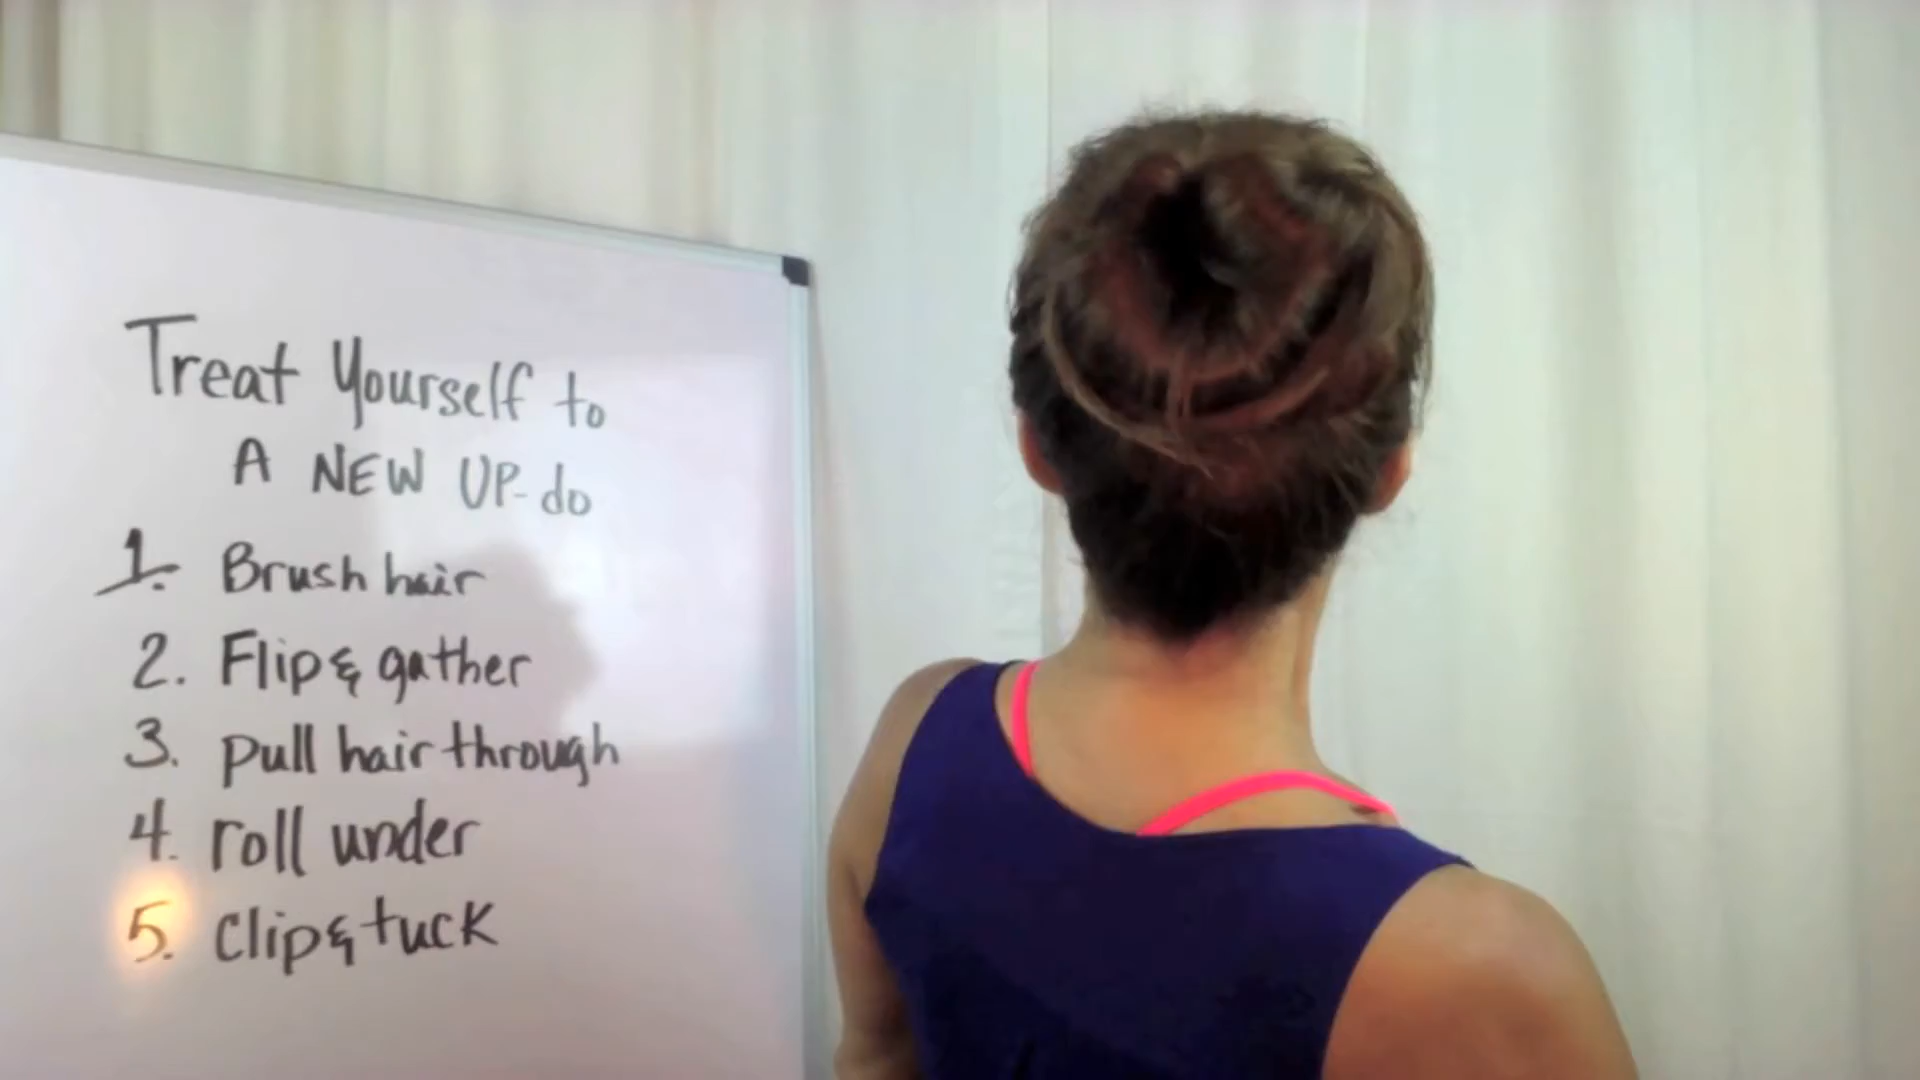 Treat Yourself to
A NEW UP-do
1. Brush hair
2. Flip & gather
3. pull hair through
4. roll under
5. clip & tuck